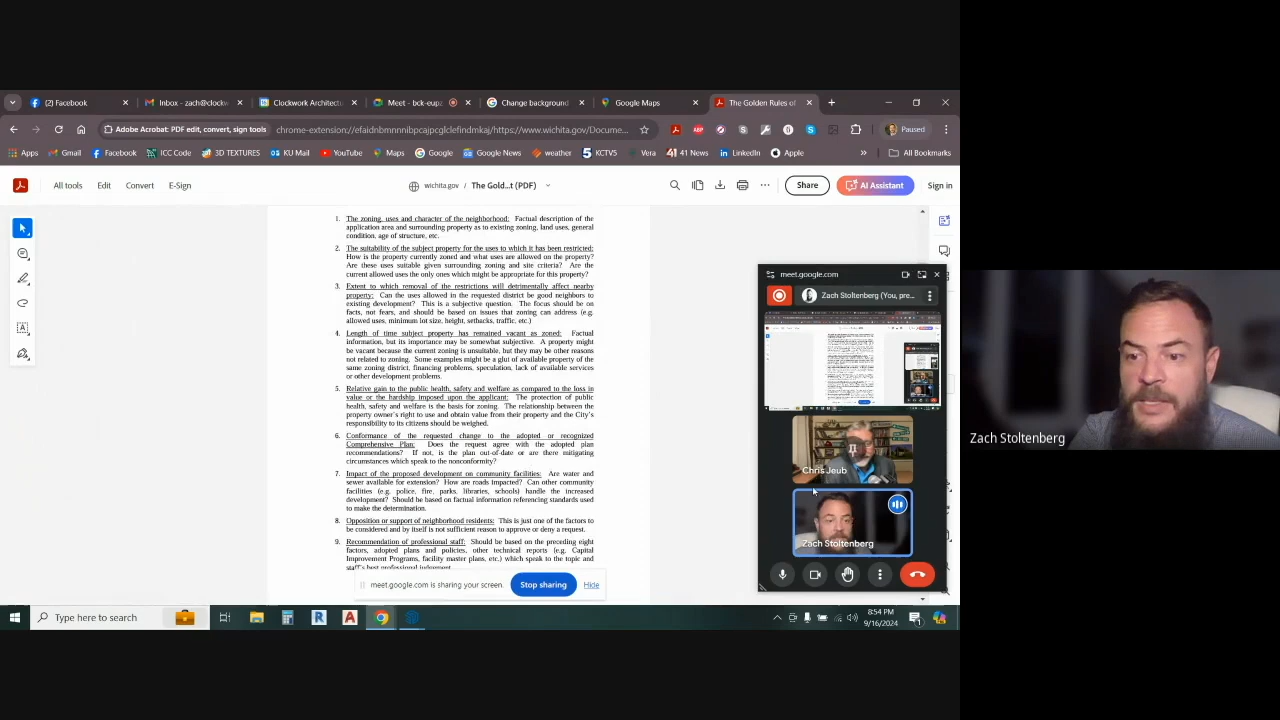 (2) Facebook
Inbox - zach@clockw
Clockwork Architectu
Meet - bck-eupz
Change background
Google Maps
The Golden Rules of
Adobe Acrobat: PDF edit, convert, sign tools
chrome-extension://efaidnbmnnnibpcajpcglclefindmkaj/https://www.wichita.gov/Docume...
Paused
Apps
Gmail
Facebook
ICC Code
3D TEXTURES
KU Mail
YouTube
Maps
Google
Google News
weather
KCTV5
Vera
41 News
LinkedIn
Apple
All Bookmarks
All tools
Edit
Convert
E-Sign
wichita.gov / The Gold...t (PDF)
Share
AI Assistant
Sign in
1. The zoning, uses and character of the neighborhood: Factual description of the
application area and surrounding property as to existing zoning, land uses, general
condition, age of structure, etc.
2. The suitability of the subject property for the uses to which it has been restricted:
How is the property currently zoned and what uses are allowed on the property?
Are these uses suitable given surrounding zoning and site criteria? Are the
current allowed uses the only ones which might be appropriate for this property?
3. Extent to which removal of the restrictions will detrimentally affect nearby
property: Can the uses allowed in the requested district be good neighbors to
existing development? This is a subjective question. The focus should be on
facts, not fears, and should be based on issues that zoning can address (e.g.
allowed uses, minimum lot size, height, setbacks, traffic, etc.)
4. Length of time subject property has remained vacant as zoned: Factual
information, but its importance may be somewhat subjective. A property might
be vacant because the current zoning is unsuitable, but they may be other reasons
not related to zoning. Some examples might be a glut of available property of the
same zoning district, financing problems, speculation, lack of available services
or other development problems.
5. Relative gain to the public health, safety and welfare as compared to the loss in
value or the hardship imposed upon the applicant: The protection of public
health, safety and welfare is the basis for zoning. The relationship between the
property owner's right to use and obtain value from their property and the City's
responsibility to its citizens should be weighed.
6. Conformance of the requested change to the adopted or recognized
Comprehensive Plan: Does the request agree with the adopted plan
recommendations? If not, is the plan out-of-date or are there mitigating
circumstances which speak to the nonconformity?
7. Impact of the proposed development on community facilities: Are water and
sewer available for extension? How are roads impacted? Can other community
facilities (e.g. police, fire, parks, libraries, schools) handle the increased
development? Should be based on factual information referencing standards used
to make the determination.
8. Opposition or support of neighborhood residents: This is just one of the factors to
be considered and by itself is not sufficient reason to approve or deny a request.
9. Recommendation of professional staff: Should be based on the preceding eight
factors, adopted plans and policies, other technical reports (e.g. Capital
Improvement Programs, facility master plans, etc.) which speak to the topic and
staff's best professional judgement.
meet.google.com is sharing your screen.
Stop sharing
Hide
meet.google.com
Zach Stoltenberg (You, pre...
Chris Jeub
Zach Stoltenberg
Zach Stoltenberg
Type here to search
8:54 PM
9/16/2024